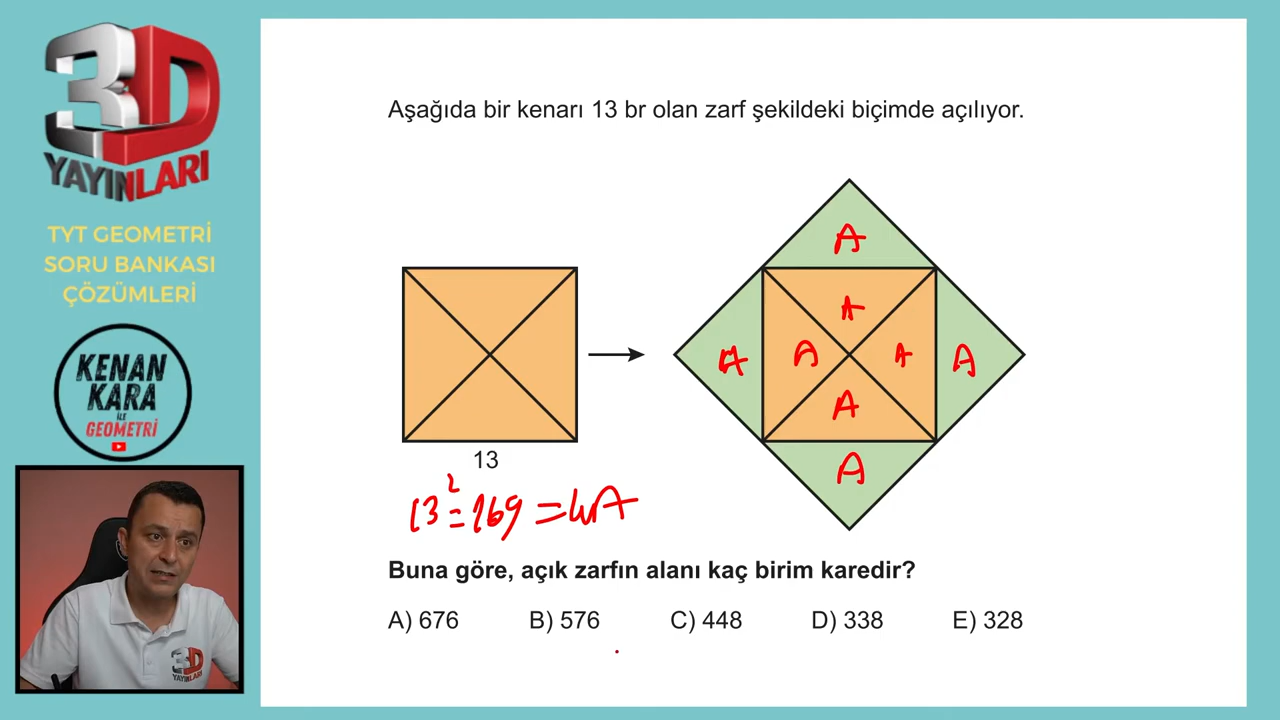 3D
YAYINLARI
TYT GEOMETRİ
SORU BANKASI
ÇÖZÜMLERİ
KENAN
KARA
İLE
GEOMETRİ
3D
YAYINLARI
Aşağıda bir kenarı 13 br olan zarf şekildeki biçimde açılıyor.
A
A
A
A
A
A
A
A
13
13² = 169 = 4A
Buna göre, açık zarfın alanı kaç birim karedir?
A) 676 B) 576 C) 448 D) 338 E) 328